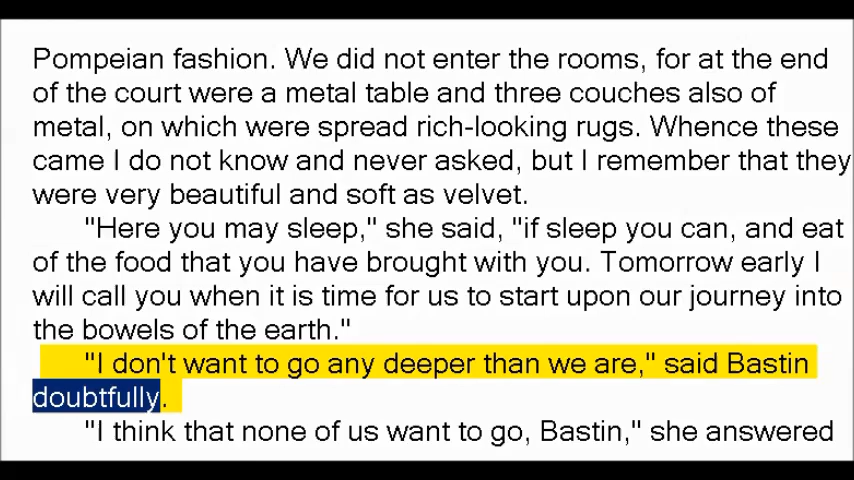 Pompeian fashion. We did not enter the rooms, for at the end
of the court were a metal table and three couches also of
metal, on which were spread rich-looking rugs. Whence these
came I do not know and never asked, but I remember that they
were very beautiful and soft as velvet.
"Here you may sleep," she said, "if sleep you can, and eat
of the food that you have brought with you. Tomorrow early I
will call you when it is time for us to start upon our journey into
the bowels of the earth."
"I don't want to go any deeper than we are," said Bastin
doubtfully.
"I think that none of us want to go, Bastin," she answered